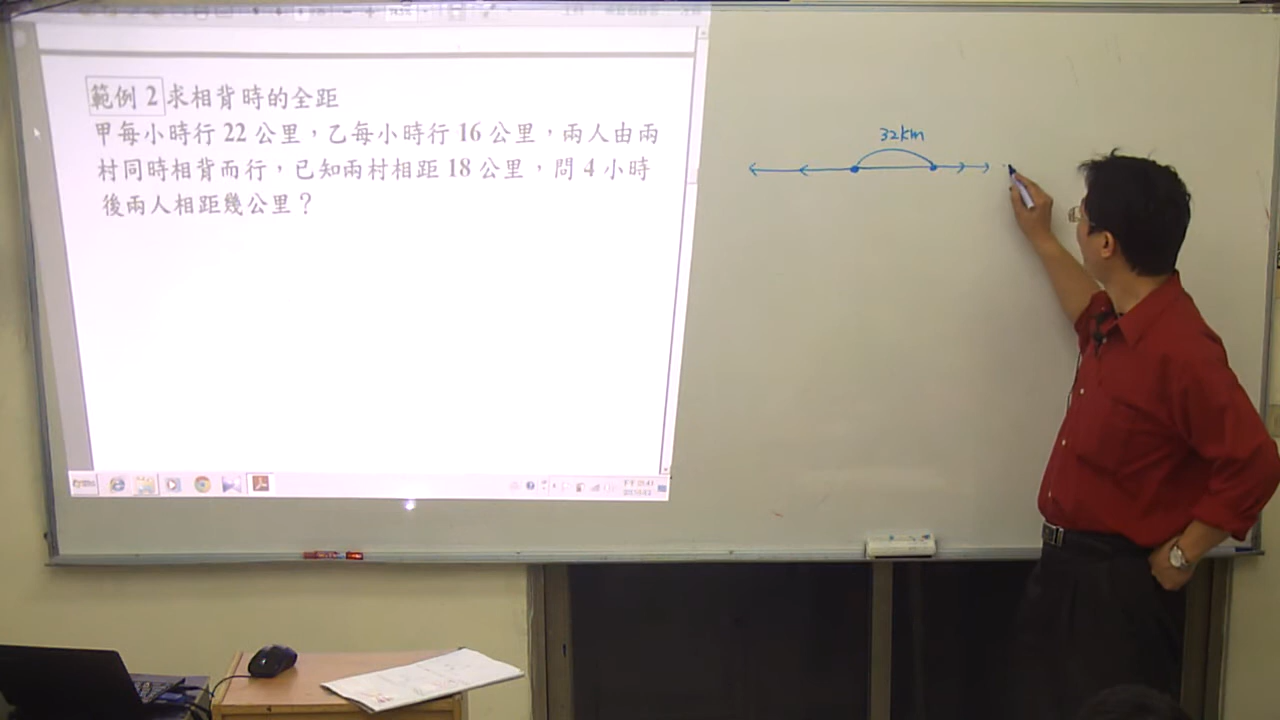 範例 2 求相背時的全距
甲每小時行 22 公里，乙每小時行 16 公里，兩人由兩
村同時相背而行，已知兩村相距 18 公里，問 4 小時
後兩人相距幾公里？
32km